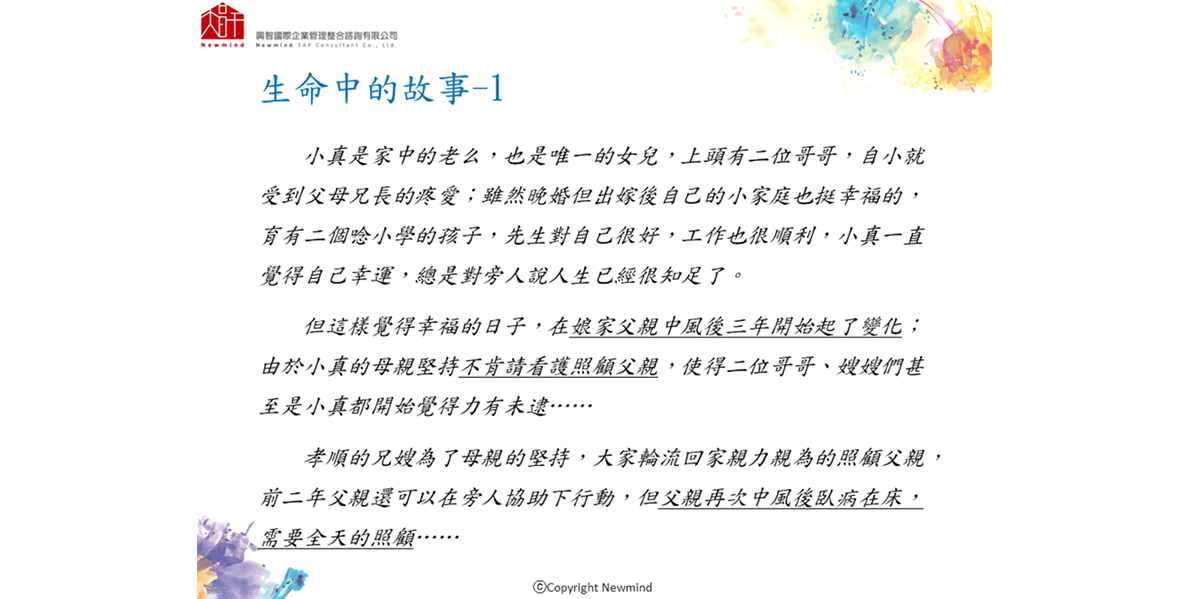 Newmind
興智國際企業管理整合諮詢有限公司
Newmind EAP Consultant Co., Ltd.
生命中的故事-1
小真是家中的老么，也是唯一的女兒，上頭有二位哥哥，自小就
受到父母兄長的疼愛；雖然晚婚但出嫁後自己的小家庭也挺幸福的，
育有二個唸小學的孩子，先生對自己很好，工作也很順利，小真一直
覺得自己幸運，總是對旁人說人生已經很知足了。
但這樣覺得幸福的日子，在娘家父親中風後三年開始起了變化；
由於小真的母親堅持不肯請看護照顧父親，使得二位哥哥、嫂嫂們甚
至是小真都開始覺得力有未逮……
孝順的兄嫂為了母親的堅持，大家輪流回家親力親為的照顧父親，
前二年父親還可以在旁人協助下行動，但父親再次中風後臥病在床，
需要全天的照顧……
ⓒCopyright Newmind